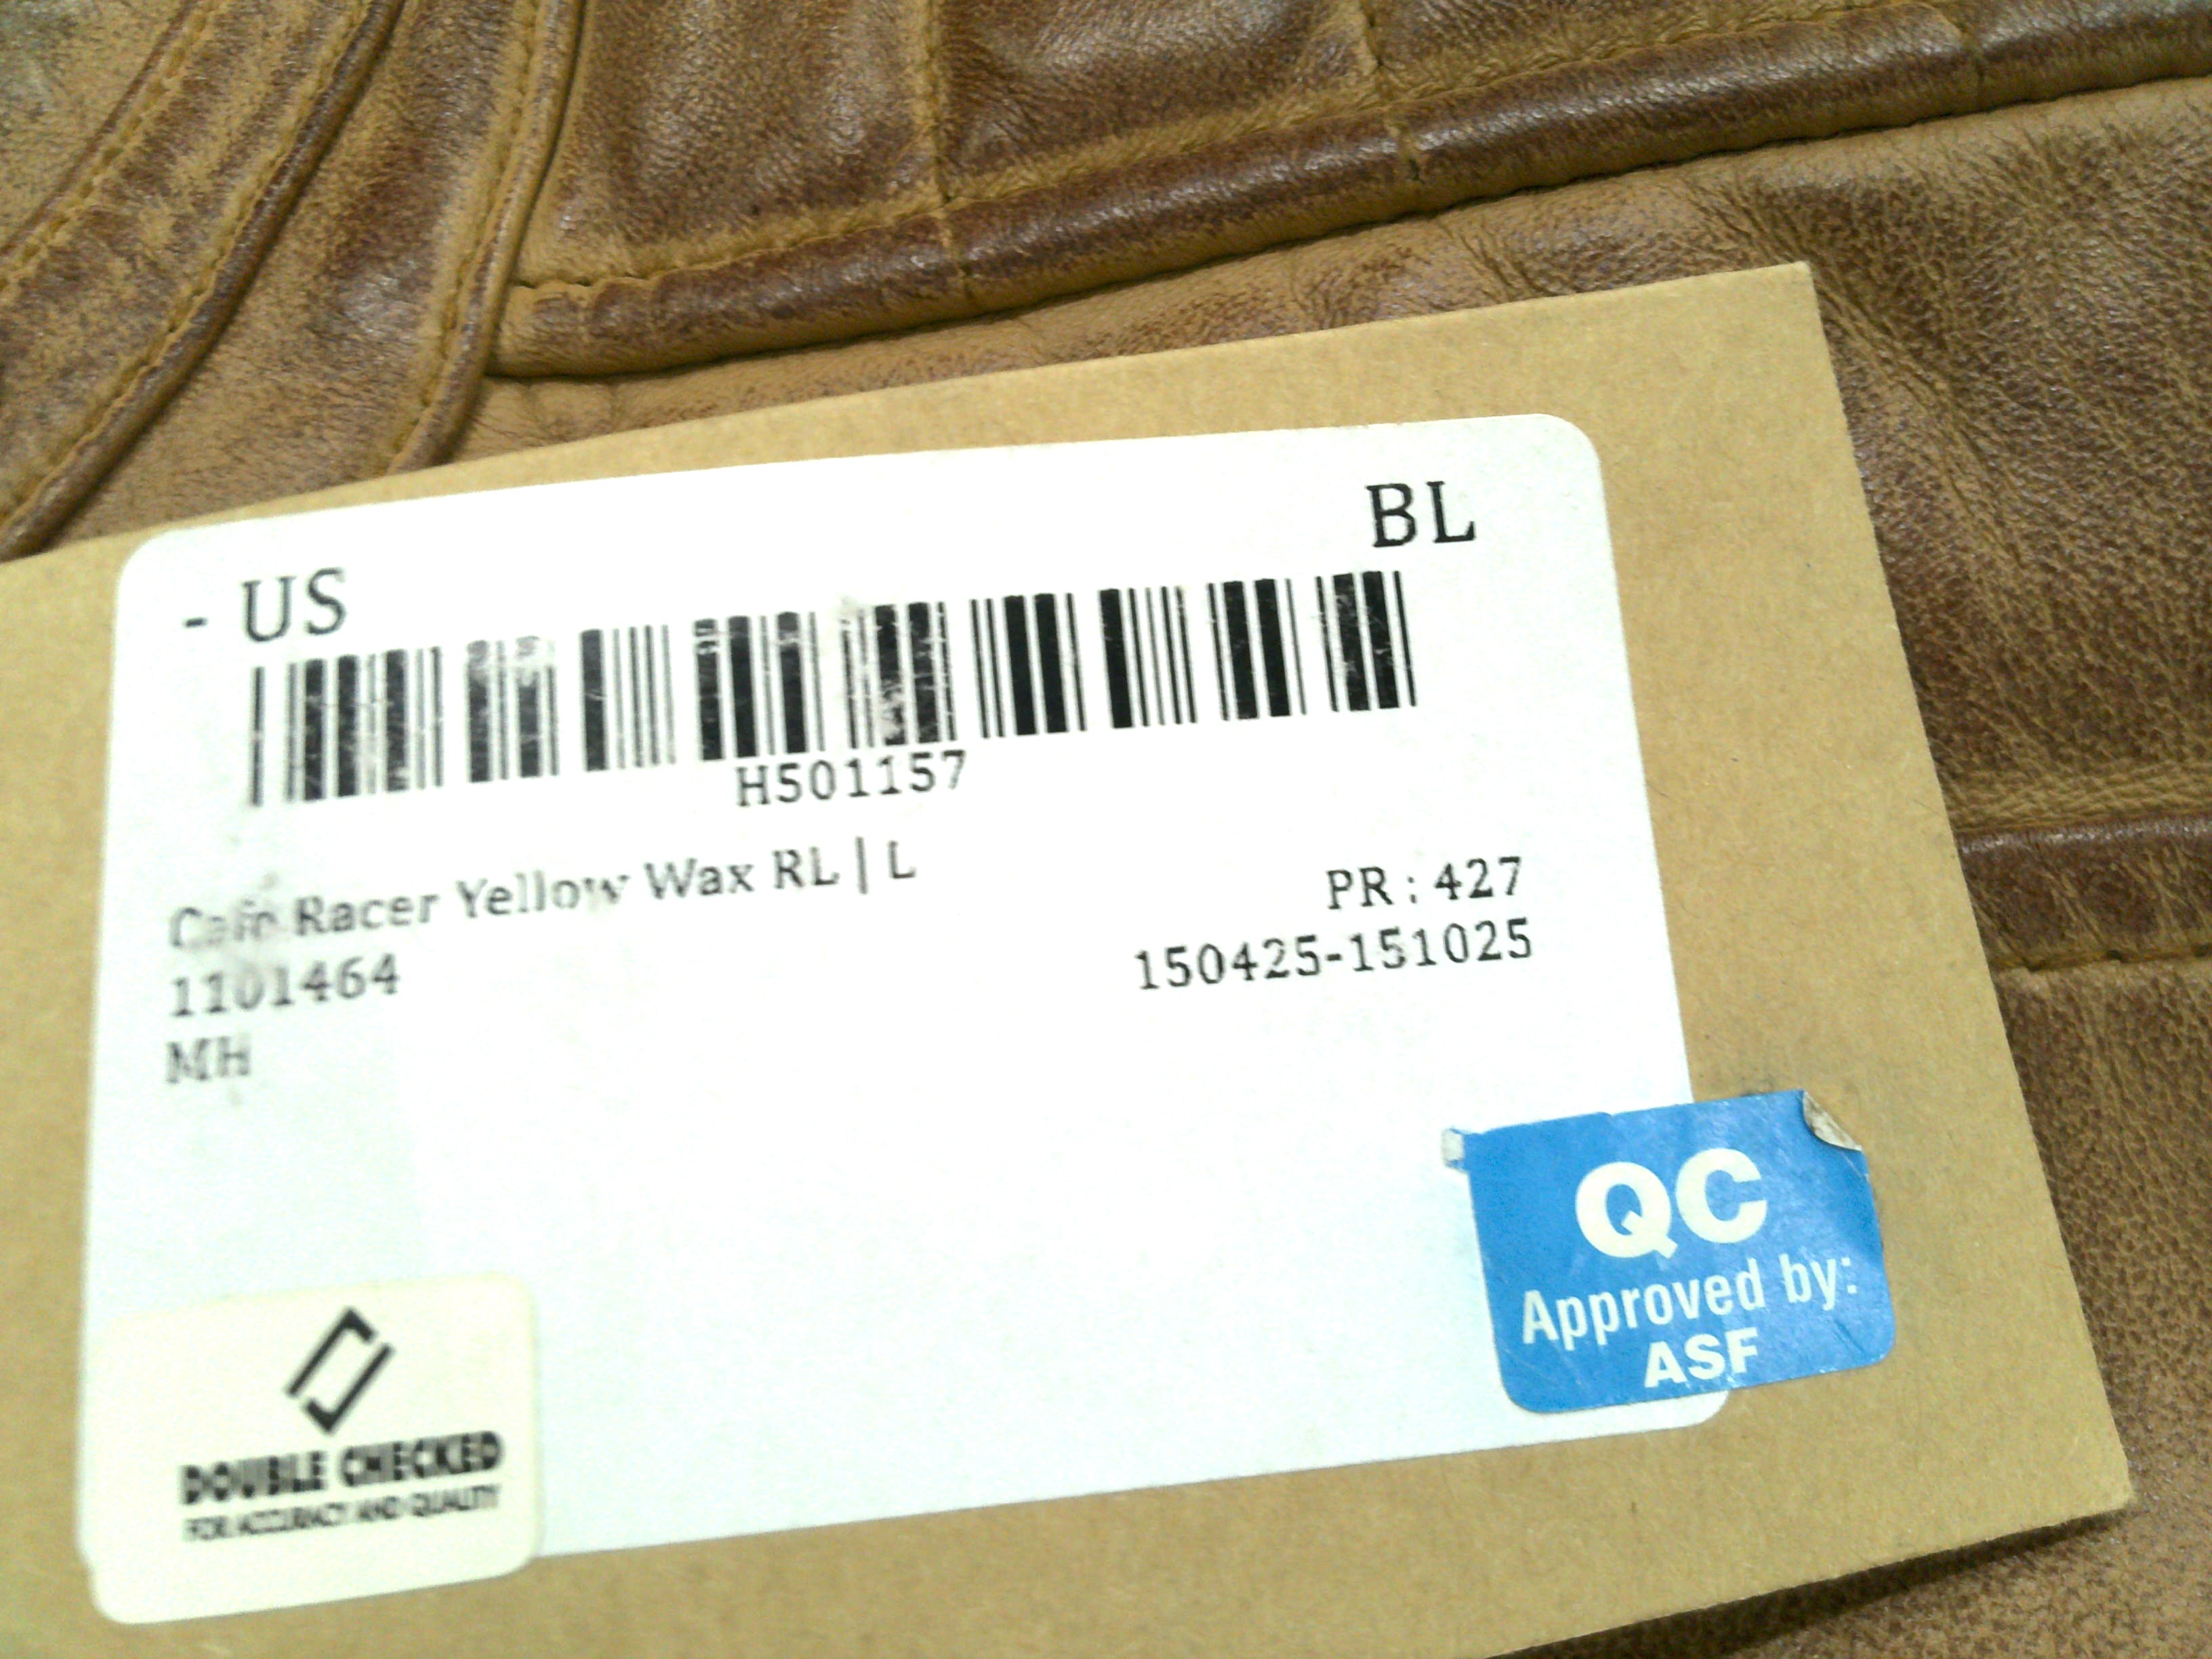 - US
BL
H501157
Cafe Racer Yellow Wax RL | L
PR : 427
1101464
150425-151025
MH
QC
Approved by:
ASF
DOUBLE CHECKED
FOR ACCURACY AND QUALITY